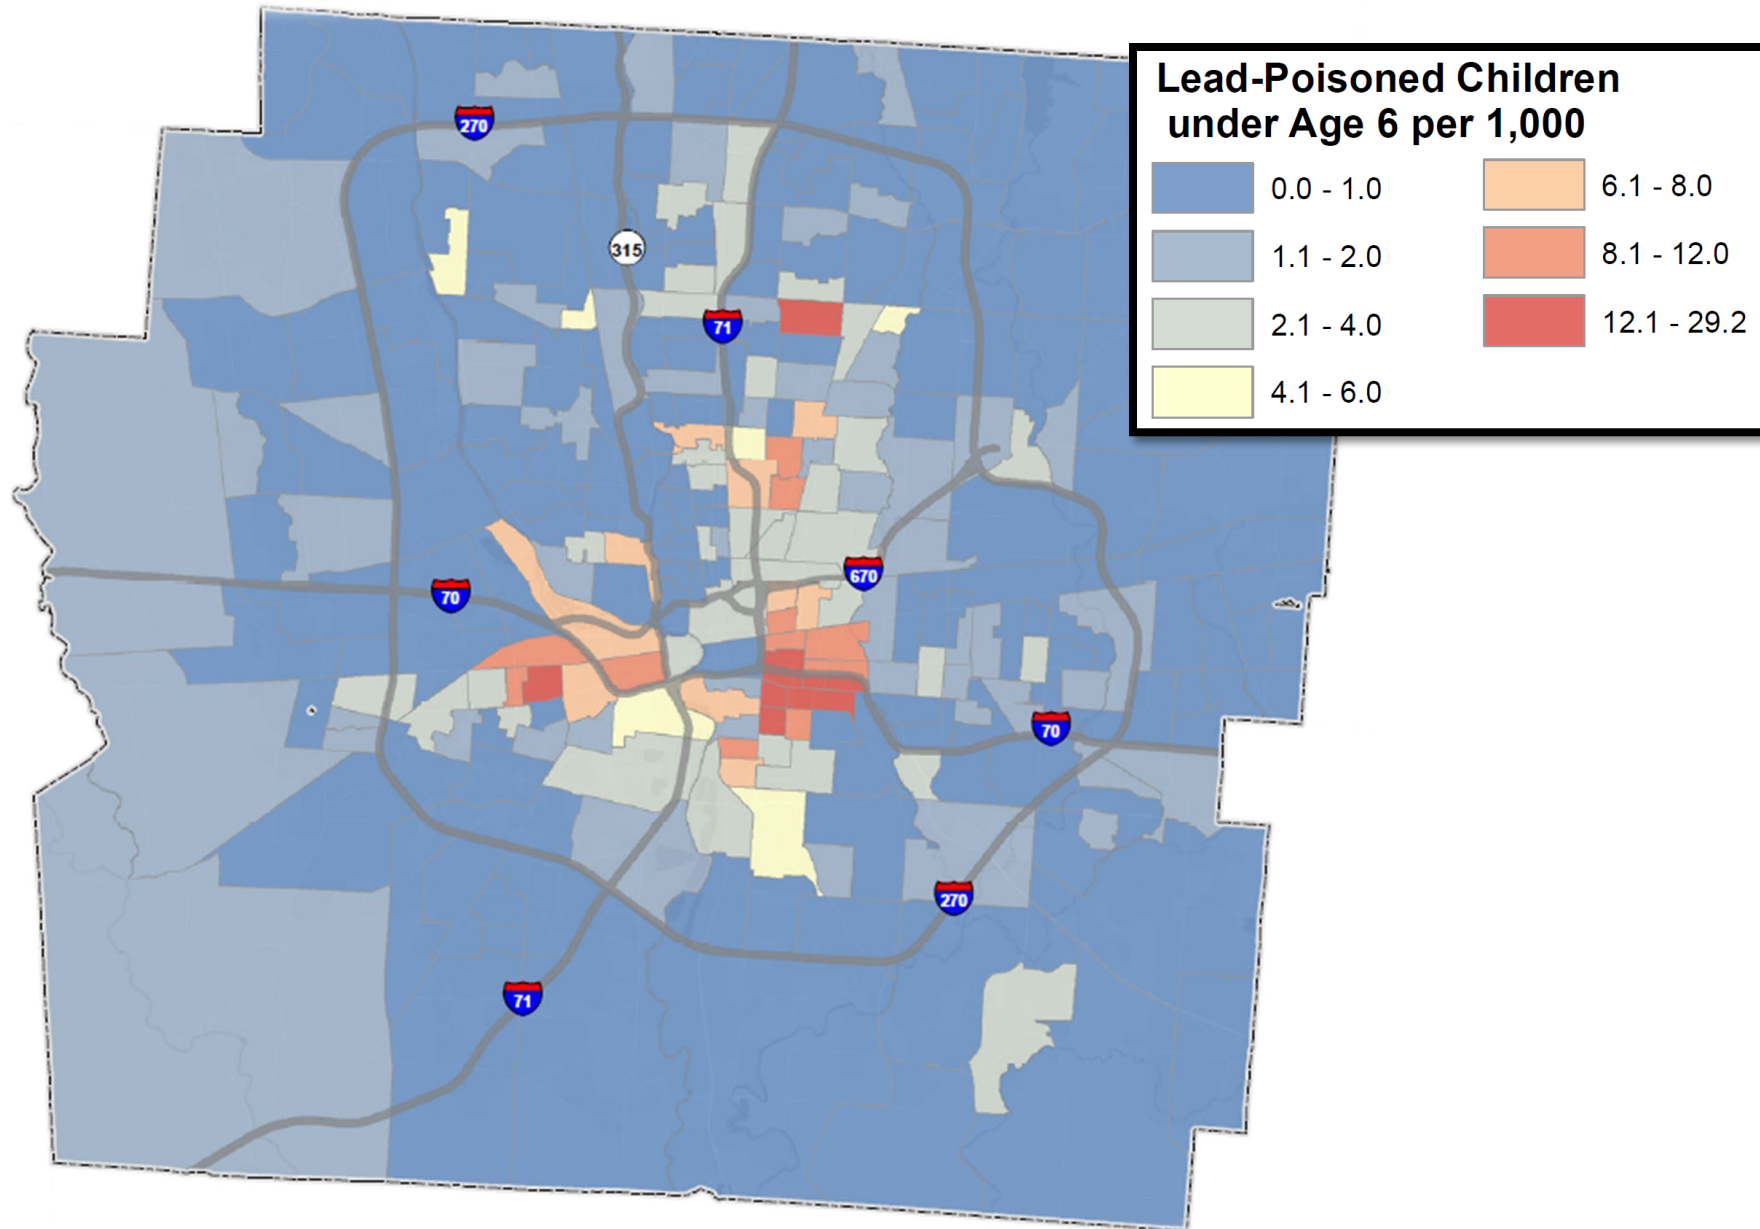 Lead-Poisoned Children
under Age 6 per 1,000
0.0 - 1.0
1.1 - 2.0
2.1 - 4.0
4.1 - 6.0
6.1 - 8.0
8.1 - 12.0
12.1 - 29.2
270
315
71
670
70
70
270
71